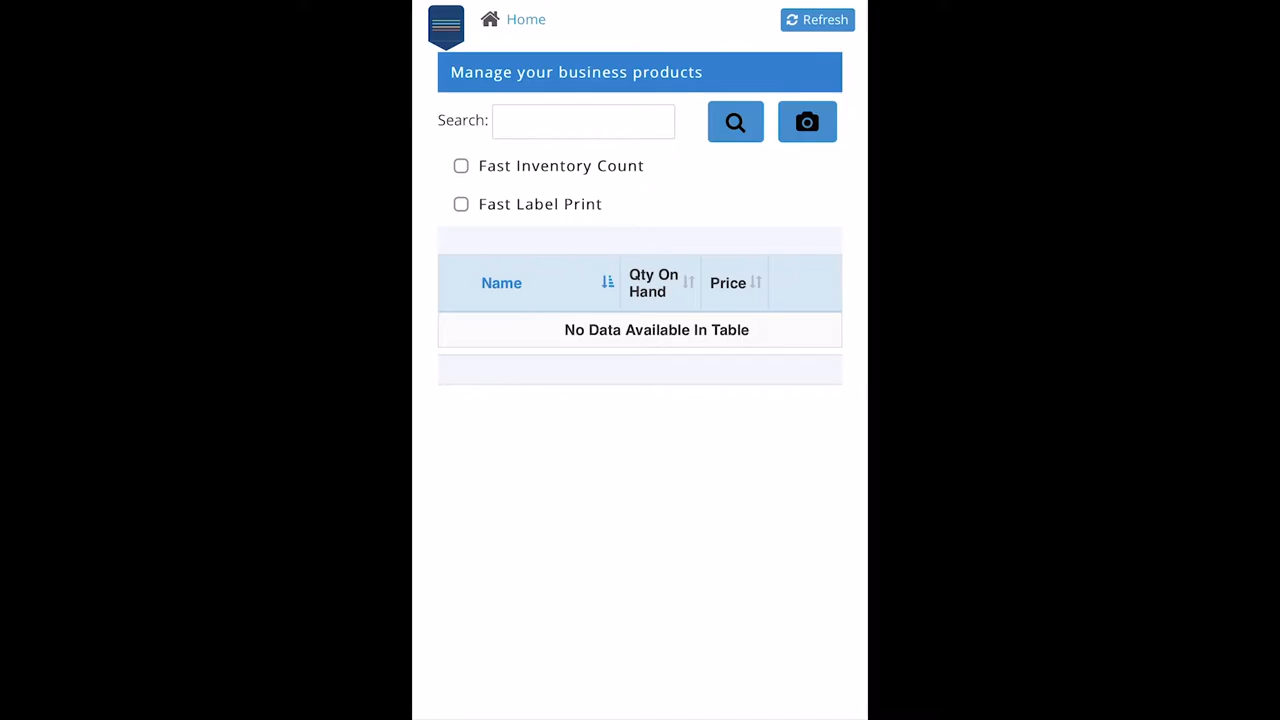 Home
Refresh
Manage your business products
Search:
Fast Inventory Count
Fast Label Print
Name
Qty On
Hand
Price
No Data Available In Table